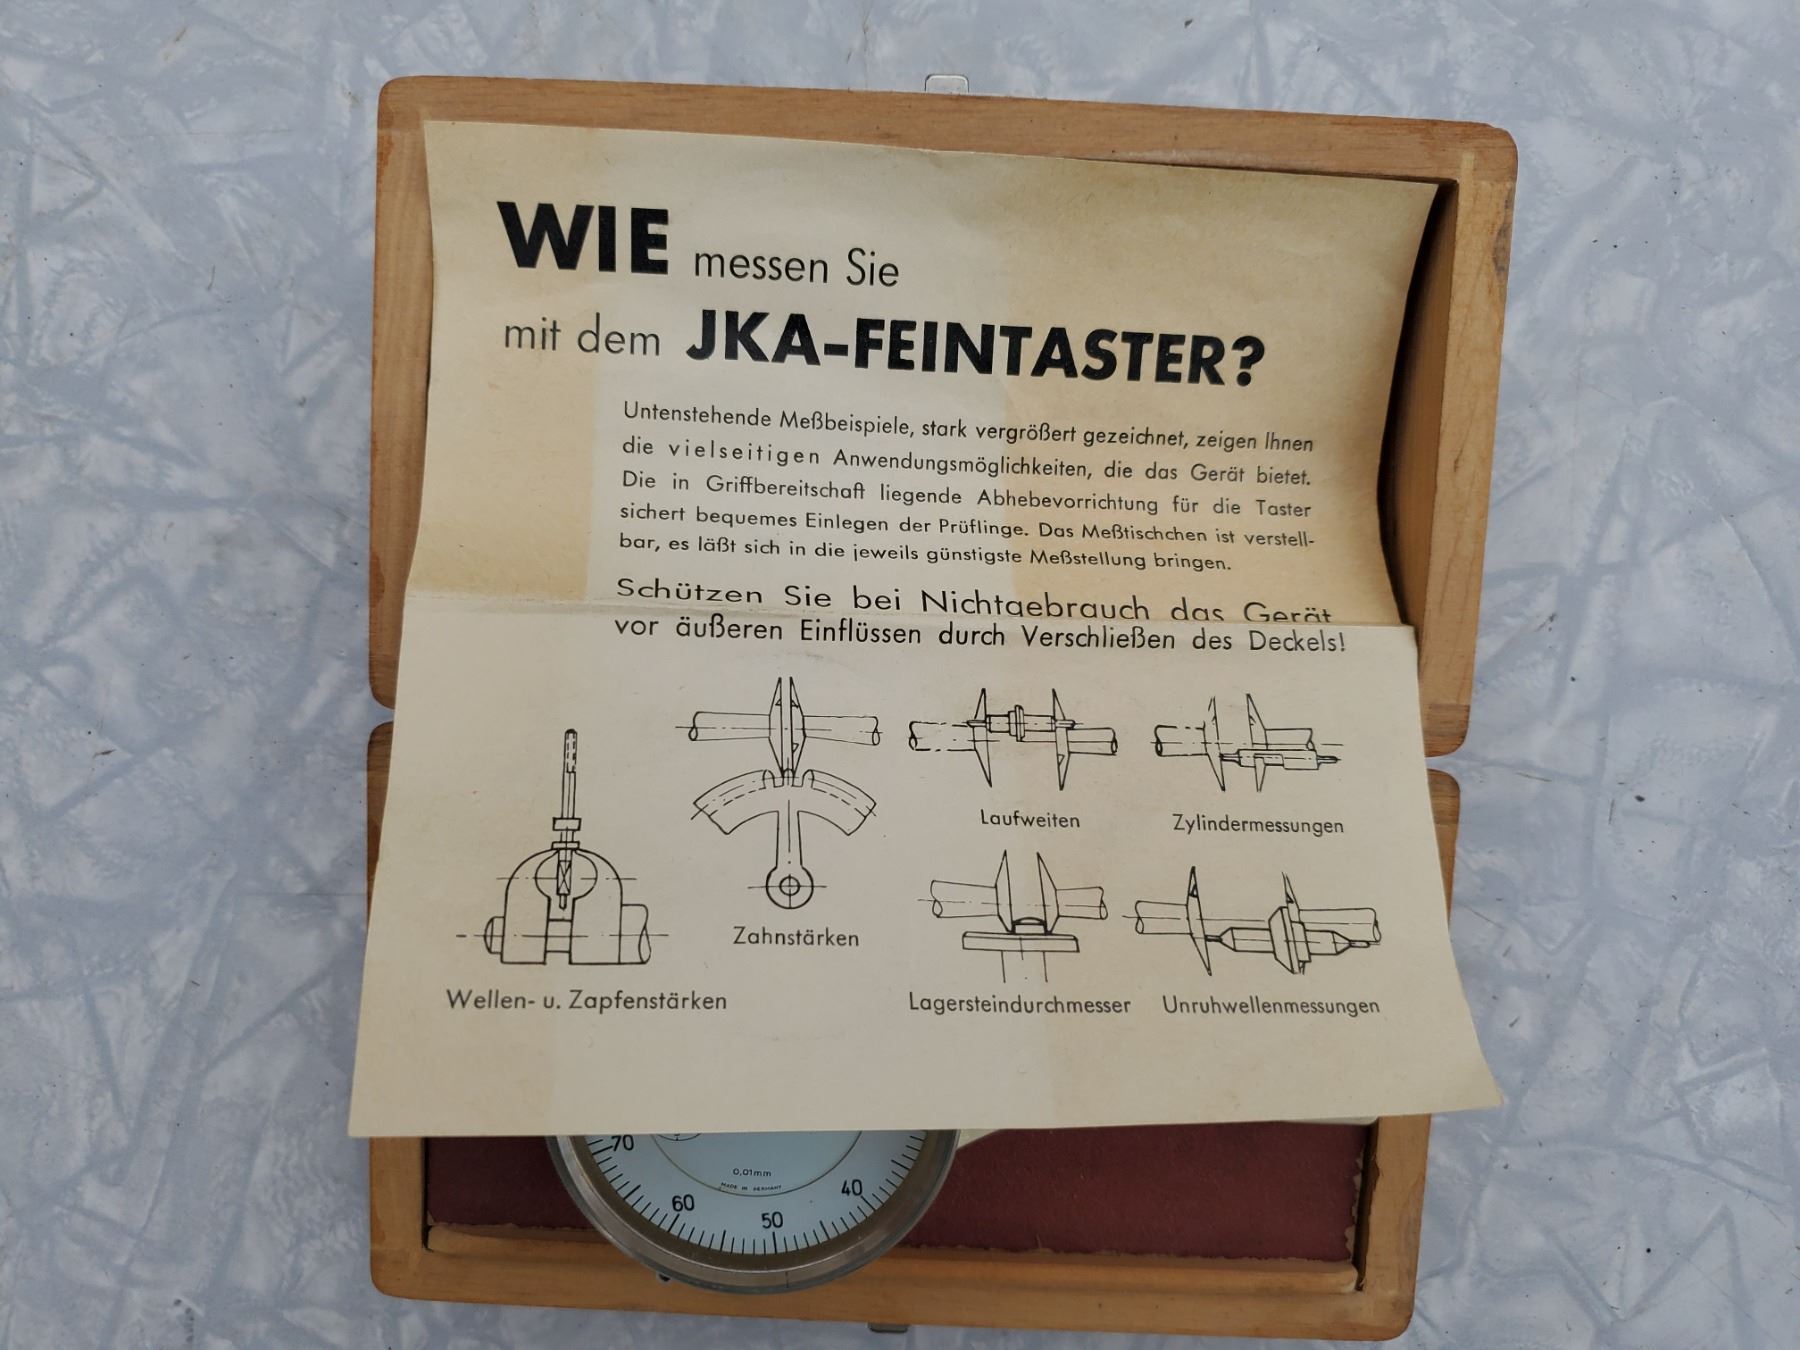 WIE messen Sie
mit dem JKA-FEINTASTER?
Untenstehende Meßbeispiele, stark vergrößert gezeichnet, zeigen Ihnen
die vielseitigen Anwendungsmöglichkeiten, die das Gerät bietet.
Die in Griffbereitschaft liegende Abhebevorrichtung für die Taster
sichert bequemes Einlegen der Prüflinge. Das Meßtischchen ist verstell-
bar, es läßt sich in die jeweils günstigste Meßstellung bringen.
Schützen Sie bei Nichtgebrauch das Gerät
vor äußeren Einflüssen durch Verschließen des Deckels!
Laufweiten
Zylindermessungen
Zahnstärken
Wellen- u. Zapfenstärken
Lagersteindurchmesser
Unruhwellenmessungen
70
0,01mm
MADE IN GERMANY
60
50
40